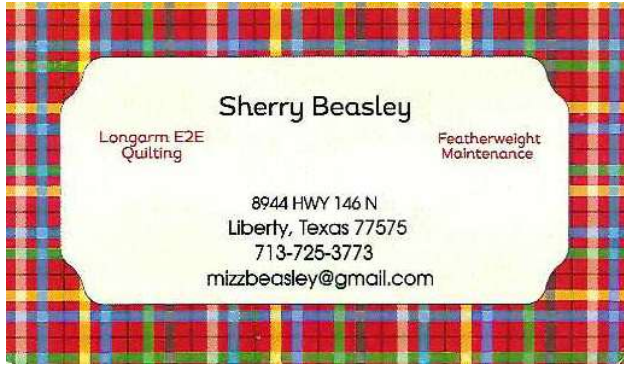 Sherry Beasley
Longarm E2E
Quilting
Featherweight
Maintenance
8944 HWY 146 N
Liberty, Texas 77575
713-725-3773
mizzbeasley@gmail.com